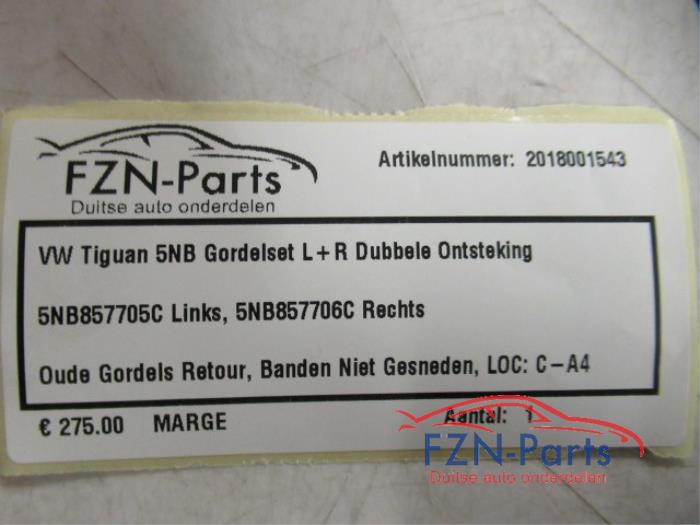 FZN-Parts
Duitse auto onderdelen
Artikelnummer: 2018001543
VW Tiguan 5NB Gordelset L+R Dubbele Ontsteking
5NB857705C Links, 5NB857706C Rechts
Oude Gordels Retour, Banden Niet Gesneden, LOC: C-A4
€ 275.00 MARGE Aantal: 1
FZN-Parts
Duitse auto onderdelen